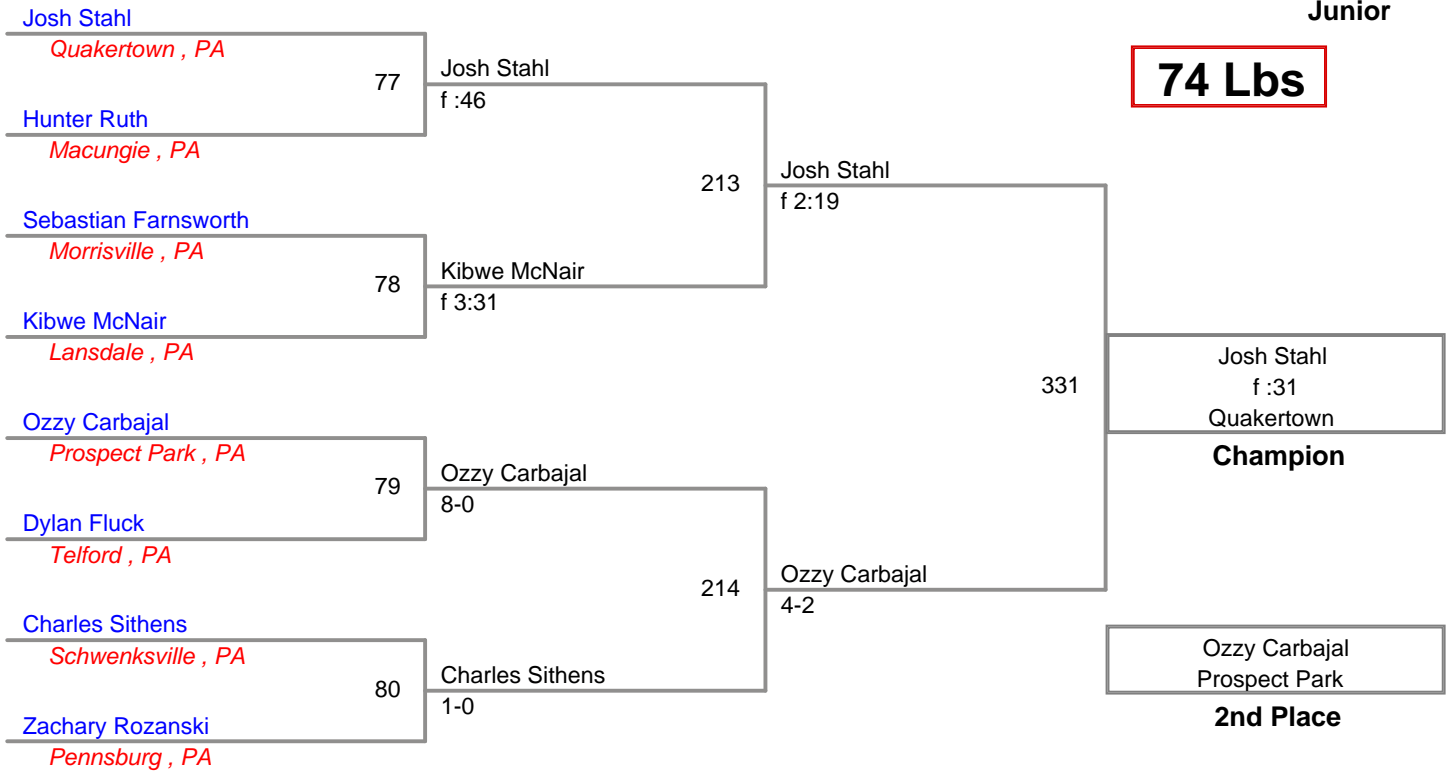 Junior
74 Lbs
Josh Stahl
Quakertown , PA
77
Hunter Ruth
Macungie , PA
Sebastian Farnsworth
Morrisville , PA
78
Kibwe McNair
Lansdale , PA
Ozzy Carbajal
Prospect Park , PA
79
Dylan Fluck
Telford , PA
Charles Sithens
Schwenksville , PA
80
Zachary Rozanski
Pennsburg , PA
Josh Stahl
f :46
213
Kibwe McNair
f 3:31
Ozzy Carbajal
8-0
214
Charles Sithens
1-0
Josh Stahl
f 2:19
331
Ozzy Carbajal
4-2
Josh Stahl
f :31
Quakertown
Champion
Ozzy Carbajal
Prospect Park
2nd Place